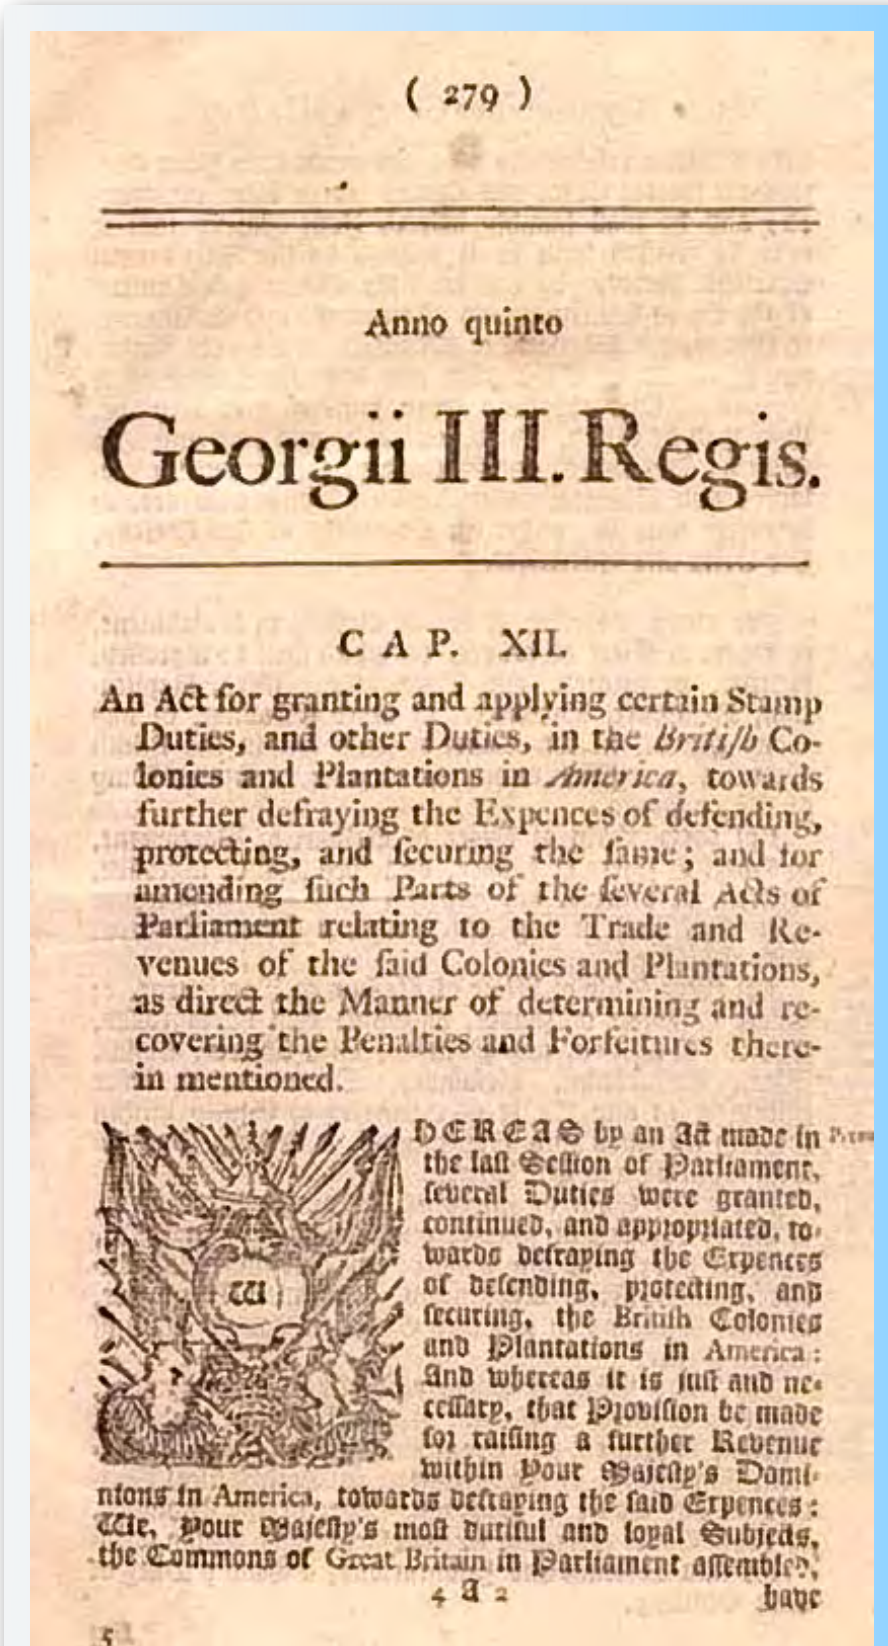 ( 279 )
Anno quinto
Georgii III. Regis.
CAP. XII.
An Act for granting and applying certain Stamp
Duties, and other Duties, in the Britiſh Co-
lonies and Plantations in America, towards
further defraying the Expences of defending,
protecting, and ſecuring the ſame; and for
amending ſuch Parts of the ſeveral Acts of
Parliament relating to the Trade and Re-
venues of the ſaid Colonies and Plantations,
as direct the Manner of determining and re-
covering the Penalties and Forfeitures there-
in mentioned.
W
HEREAS by an Act made in
the laſt Seſſion of Parliament,
ſeveral Duties were granted,
continued, and appropriated, to-
wards defraying the Expences
of defending, protecting, and
ſecuring, the Britiſh Colonies
and Plantations in America:
And whereas it is juſt and ne-
ceſſary, that Proviſion be made
for raiſing a further Revenue
within Your Majeſty's Domi-
nions in America, towards defraying the ſaid Expences:
We, Your Majeſty's moſt dutiful and loyal Subjects,
the Commons of Great Britain in Parliament aſſembled,
4 A 2 have
5